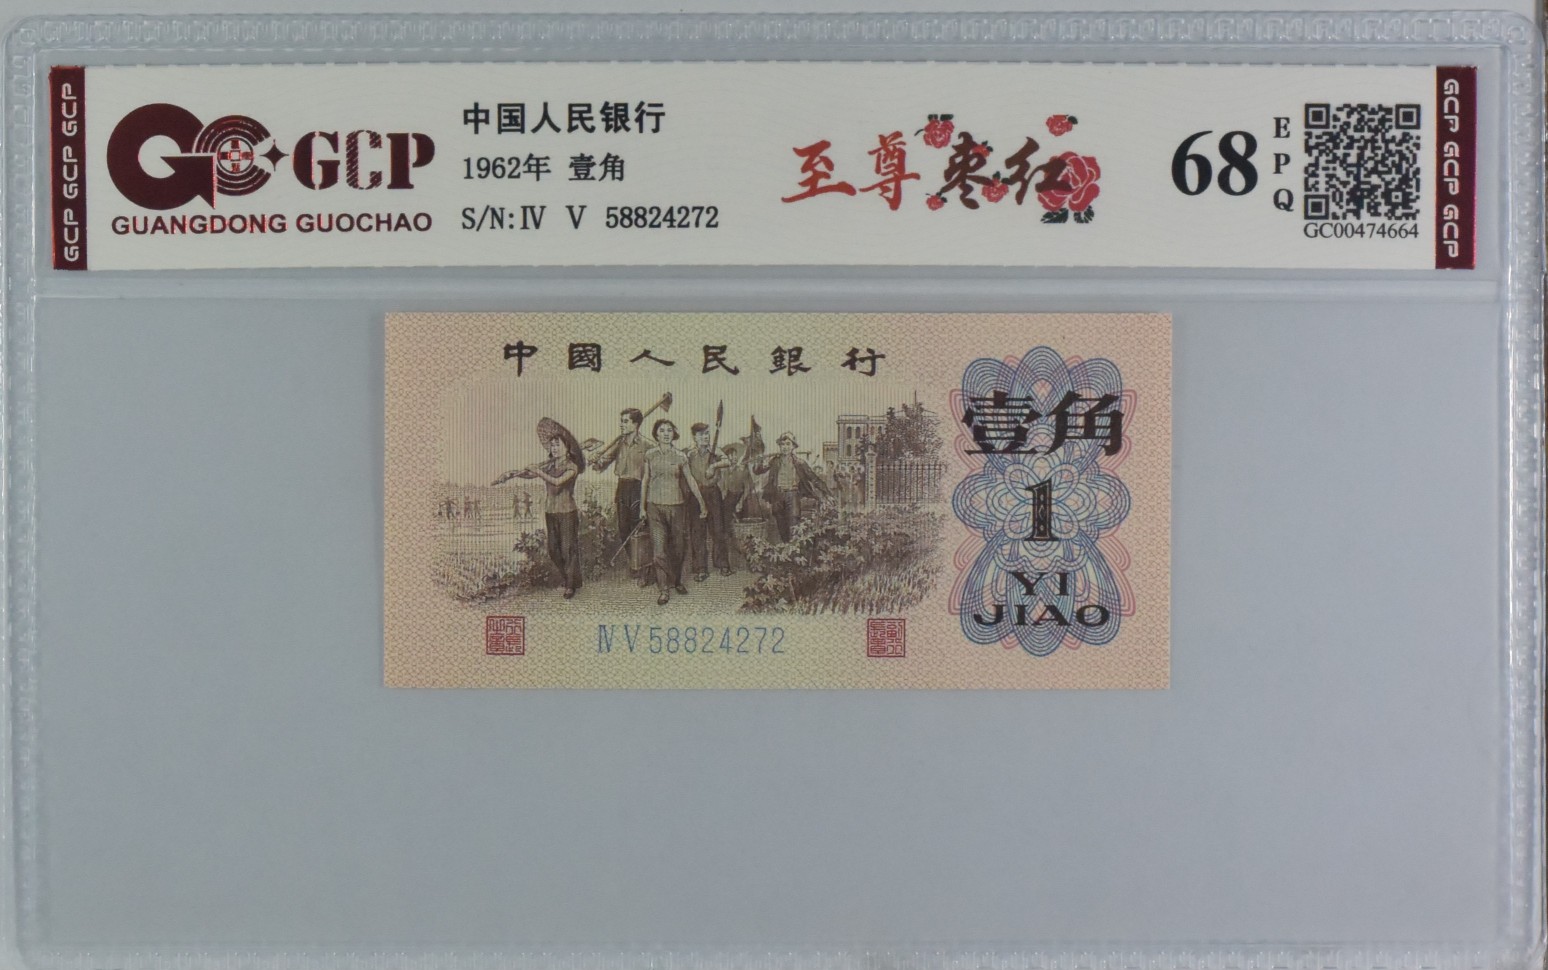 GCP GCP GCP
GCP
GUANGDONG GUOCHAO
中国人民银行
1962年 壹角
S/N:Ⅳ Ⅴ 58824272
至尊枣红
68
EPQ
GC00474664
GCP GCP GCP
中國人民銀行
壹角
1
YI
JIAO
ⅣⅤ58824272